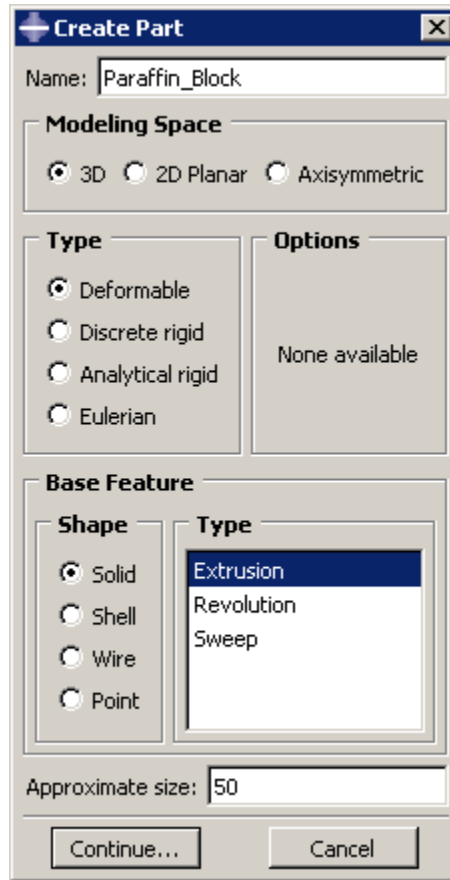 Create Part
Name: Paraffin_Block
Modeling Space
3D 2D Planar Axisymmetric
Type
Deformable
Discrete rigid
Analytical rigid
Eulerian
Options
None available
Base Feature
Shape
Solid
Shell
Wire
Point
Type
Extrusion
Revolution
Sweep
Approximate size: 50
Continue... Cancel